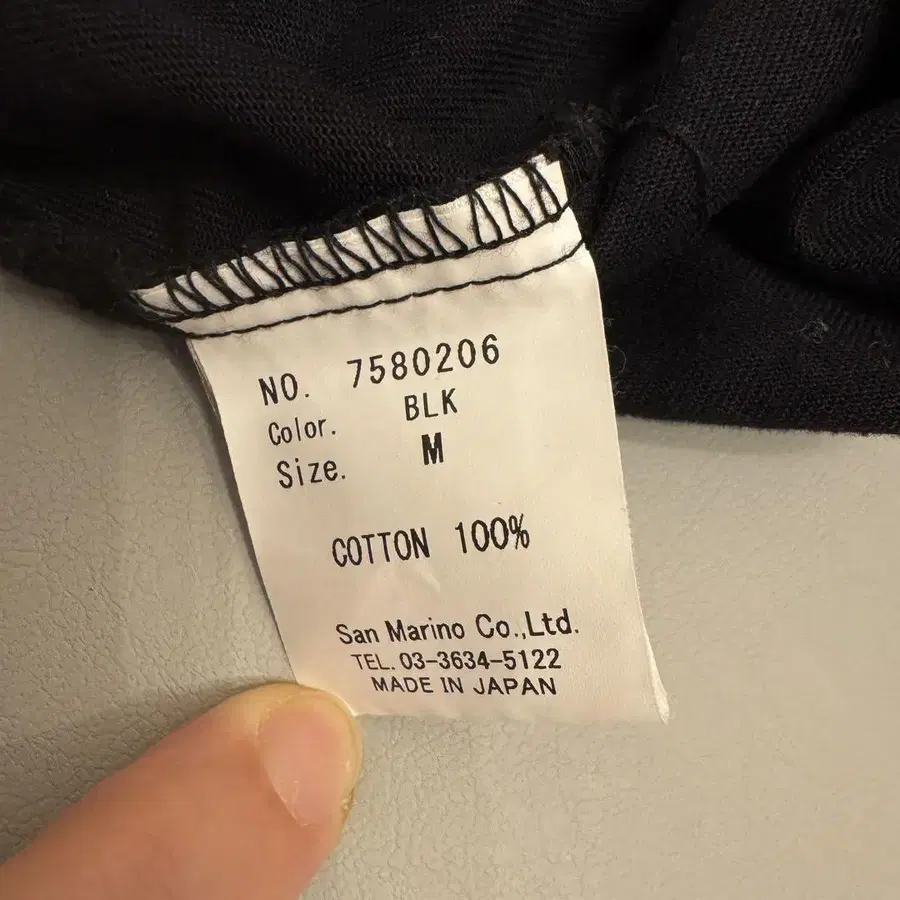 NO. 7580206
Color. BLK
Size. M
COTTON 100%
San Marino Co.,Ltd.
TEL. 03-3634-5122
MADE IN JAPAN